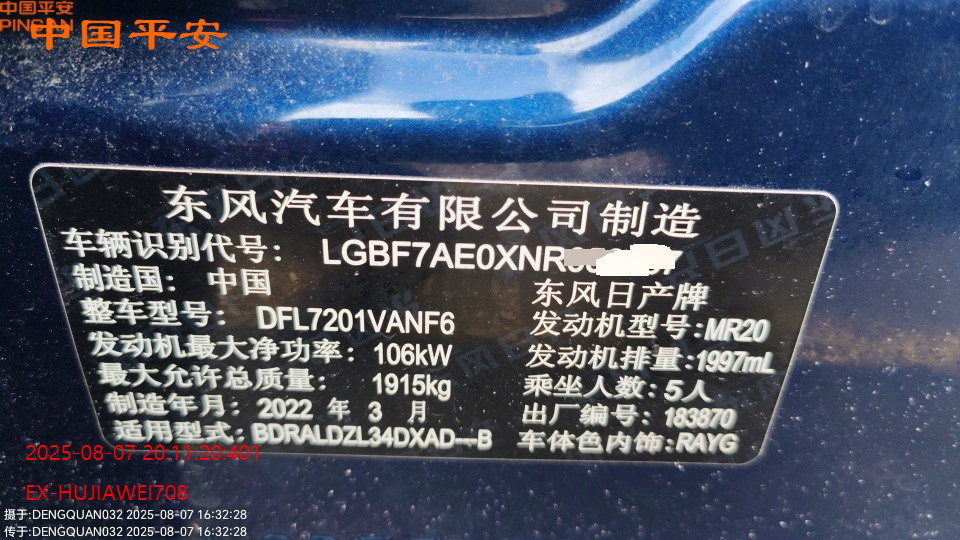 中国平安
PINGAN
中国平安
东风汽车有限公司制造
车辆识别代号: LGBF7AE0XNR
制造国: 中国 东风日产牌
整车型号: DFL7201VANF6 发动机型号:MR20
发动机最大净功率: 106kW 发动机排量:1997mL
最大允许总质量: 1915kg 乘坐人数:5人
制造年月: 2022 年 3 月 出厂编号: 183870
适用型式:BDRALDZL34DXAD---B 车体色内饰:RAYG
2025-08-07 20:11:20:401
EX-HUJIAWEI708
摄于:DENGQUAN032 2025-08-07 16:32:28
传于:DENGQUAN032 2025-08-07 16:32:28